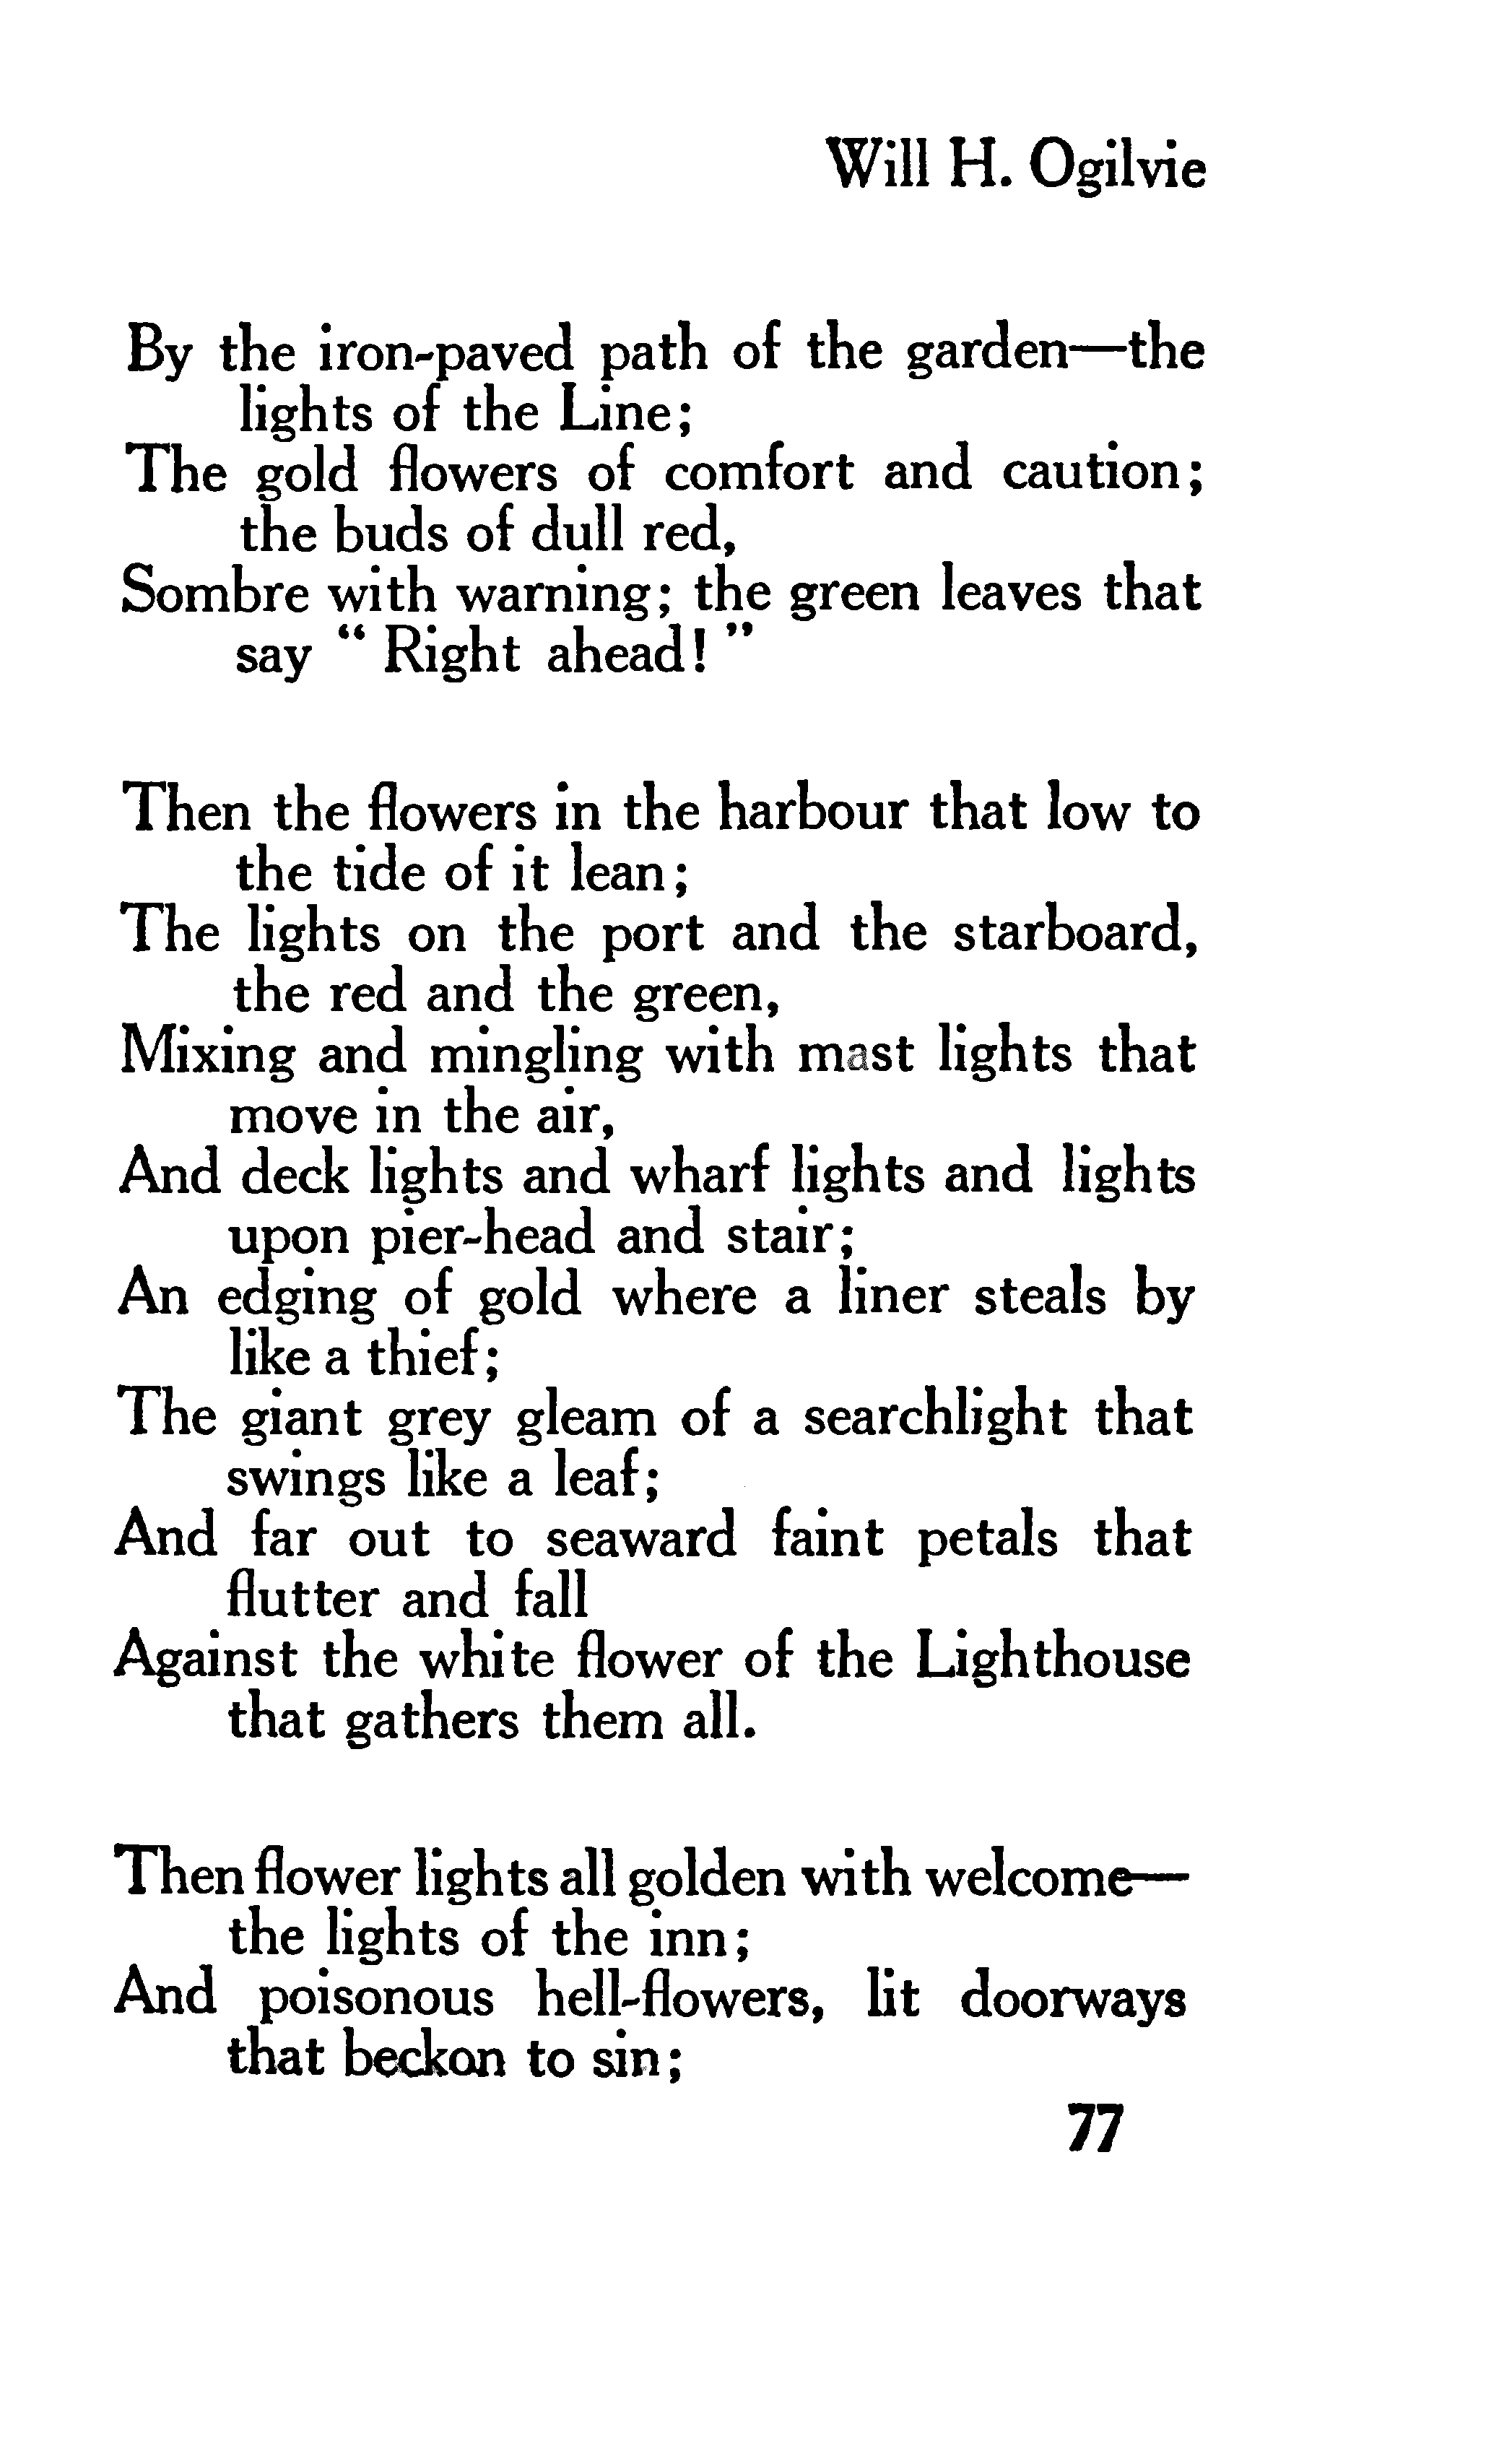 Will H. Ogilvie
By the iron-paved path of the garden—the
lights of the Line;
The gold flowers of comfort and caution;
the buds of dull red,
Sombre with warning; the green leaves that
say “ Right ahead! ”
Then the flowers in the harbour that low to
the tide of it lean;
The lights on the port and the starboard,
the red and the green,
Mixing and mingling with mast lights that
move in the air,
And deck lights and wharf lights and lights
upon pier-head and stair;
An edging of gold where a liner steals by
like a thief;
The giant grey gleam of a searchlight that
swings like a leaf;
And far out to seaward faint petals that
flutter and fall
Against the white flower of the Lighthouse
that gathers them all.
Then flower lights all golden with welcome—
the lights of the inn;
And poisonous hell-flowers, lit doorways
that beckon to sin;
77